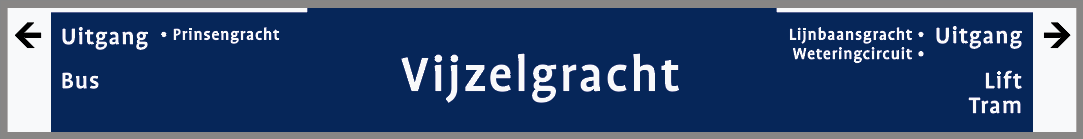 Uitgang • Prinsengracht
Bus
Vijzelgracht
Lijnbaansgracht • Uitgang
Weteringcircuit •
Lift
Tram